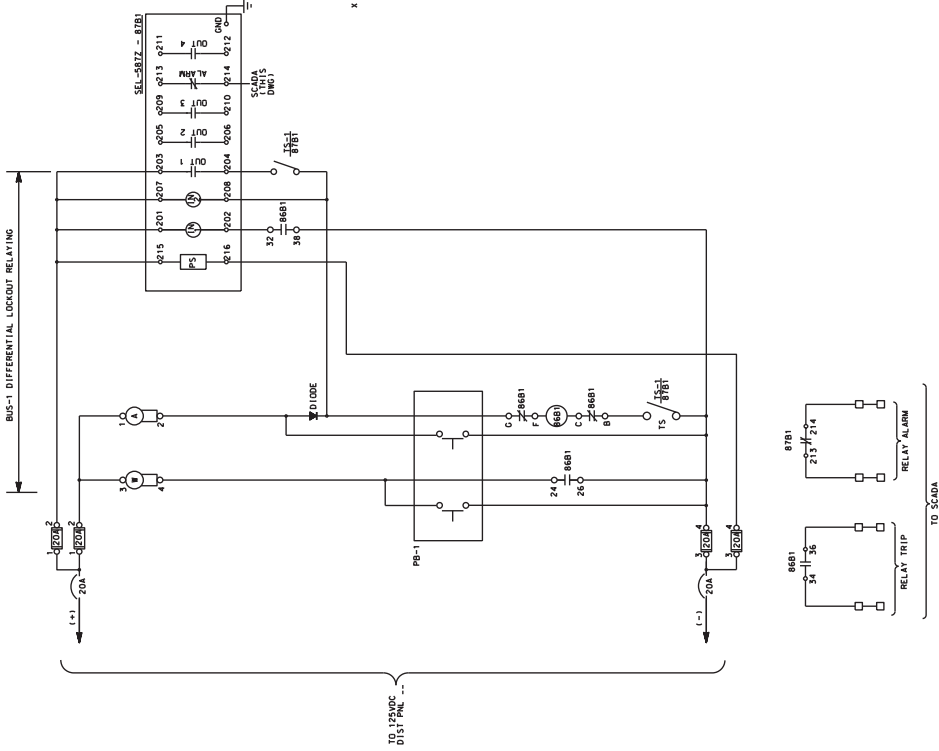 BUS-1 DIFFERENTIAL LOCKOUT RELAYING
SEL-587Z - 87B1
GND
211
OUT 4
212
213
ALARM
214
SCADA
(THIS
DWG)
209
OUT 3
210
205
OUT 2
206
203
OUT 1
204
TS-1
87B1
207
IN
2
208
201
IN
202
32
86B1
38
215
PS
216
x
1
A
2
DIODE
G
86B1
F
86B1
C
86B1
B
TS-1
87B1
TS
3
W
4
24
86B1
26
PB-1
1
20A
2
1
20A
2
20A
(+)
3
20A
4
3
20A
4
20A
(-)
TO 125VDC
DIST PNL --
87B1
213
214
RELAY ALARM
86B1
34
36
RELAY TRIP
TO SCADA